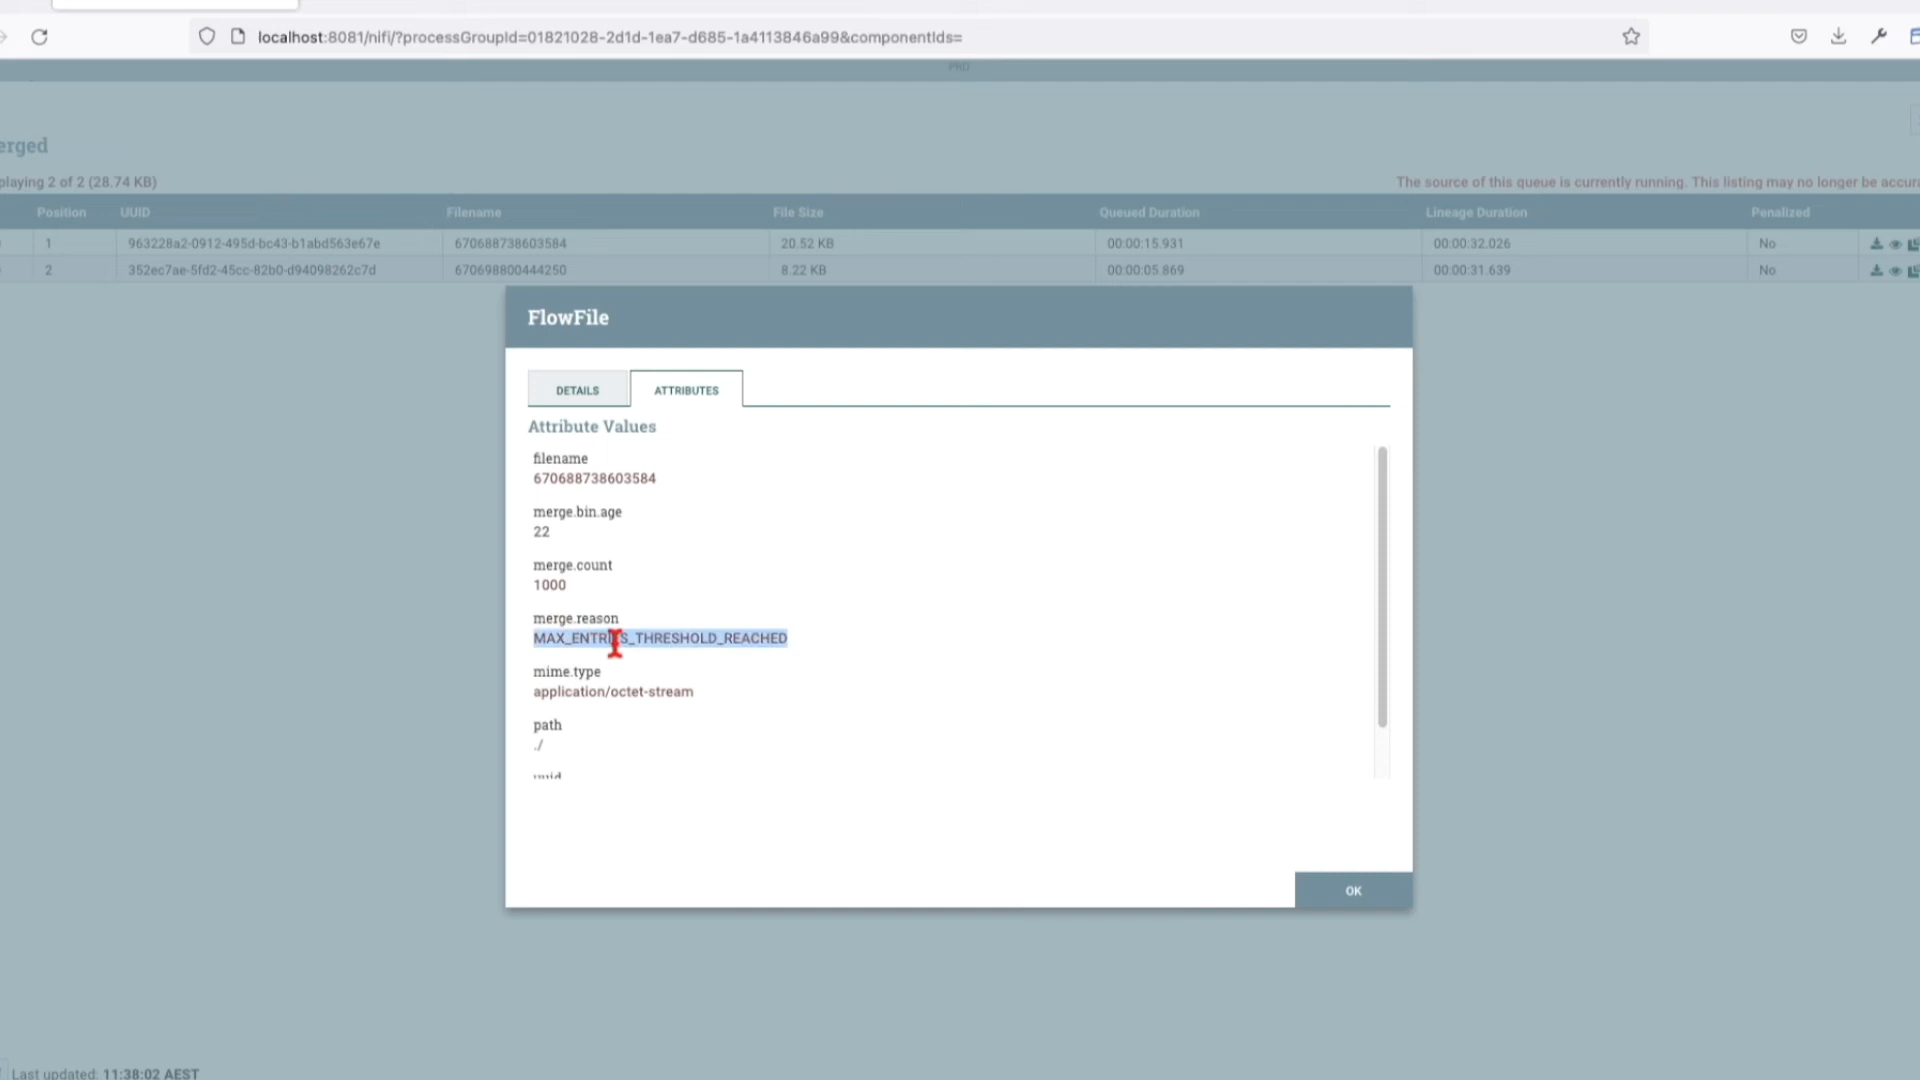 localhost:8081/nifi/?processGroupId=01821028-2d1d-1ea7-d685-1a4113846a99&componentIds=
PRD
erged
playing 2 of 2 (28.74 KB)
The source of this queue is currently running. This listing may no longer be accura
Position UUID Filename File Size Queued Duration Lineage Duration Penalized
1 963228a2-0912-495d-bc43-b1abd563e67e 670688738603584 20.52 KB 00:00:15.931 00:00:32.026 No
2 352ec7ae-5fd2-45cc-82b0-d94098262c7d 670698800444250 8.22 KB 00:00:05.869 00:00:31.639 No
FlowFile
DETAILS ATTRIBUTES
Attribute Values
filename
670688738603584
merge.bin.age
22
merge.count
1000
merge.reason
MAX_ENTRIES_THRESHOLD_REACHED
mime.type
application/octet-stream
path
./
uuid
OK
Last updated: 11:38:02 AEST